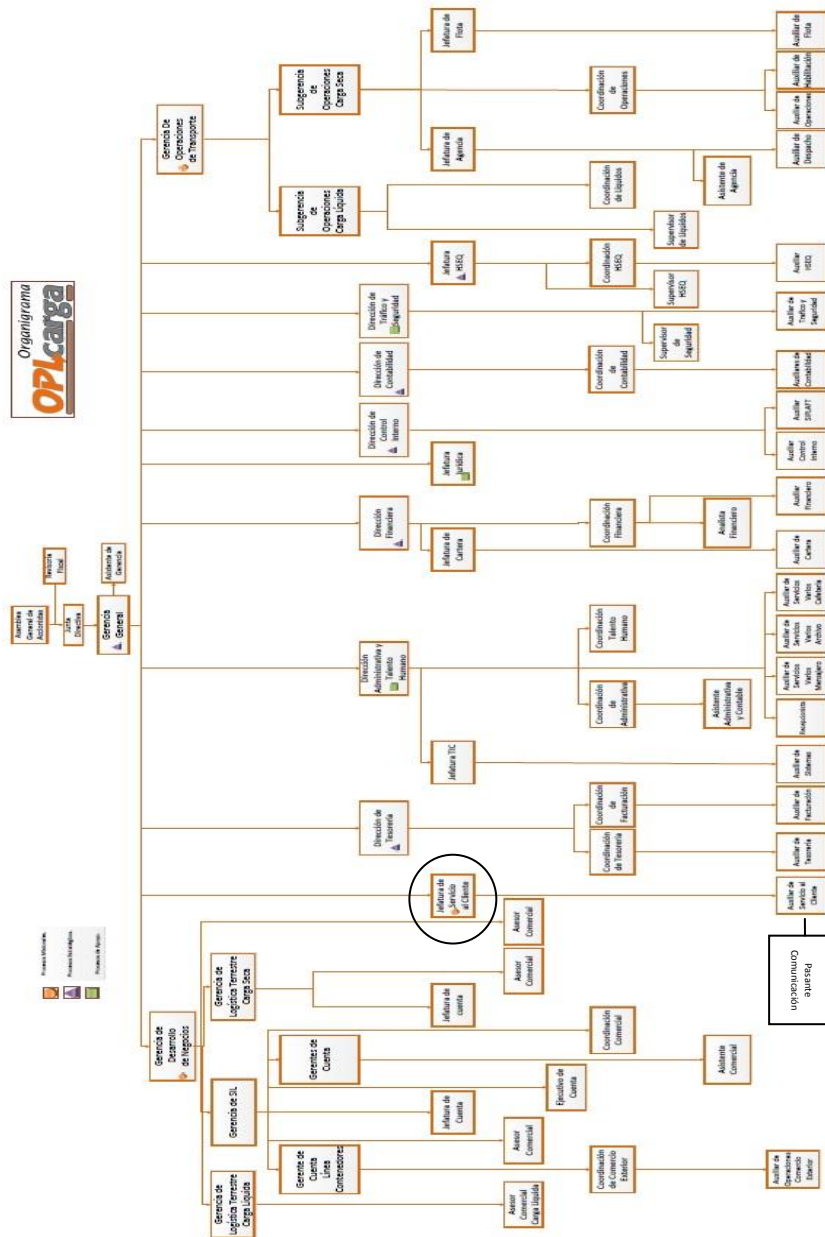 Organigrama
OPLcarga
Asamblea
General de
Accionistas
Revisoría
Fiscal
Junta
Directiva
Gerencia
General
Asistente de
Gerencia
Procesos Misionales.
Procesos Estratégicos.
Procesos de Apoyo.
Gerencia de
Desarrollo
de Negocios
Gerencia De
Operaciones
de Transporte
Gerencia de
Logística Terrestre
Carga Líquida
Gerencia de SIL
Gerencia de
Logística Terrestre
Carga Seca
Gerente de
Cuenta
Línea
Contenedores
Gerentes de
Cuenta
Subgerencia
de
Operaciones
Carga Líquida
Subgerencia
de
Operaciones
Carga Seca
Dirección de
Tesorería
Dirección
Administrativa y
Talento
Humano
Dirección
Financiera
Dirección
de Control
Interno
Dirección
de Contabilidad
Dirección de
Tráfico y
Seguridad
Jefatura de
Cuenta
Jefatura de
cuenta
Jefatura de
Servicio
al Cliente
Jefatura TIC
Jefatura de
Cartera
Jefatura
Jurídica
Jefatura
HSEQ
Jefatura de
Agencia
Jefatura de
Flota
Asesor
Comercial
Carga Líquida
Asesor
Comercial
Asesor
Comercial
Asesor
Comercial
Ejecutivo de
Cuenta
Coordinación
de Comercio
Exterior
Coordinación
Comercial
Coordinación
de Tesorería
Coordinación
de
Facturación
Coordinación
de
Administrativa
Coordinación
Talento
Humano
Coordinación
Financiera
Coordinación
de
Contabilidad
Coordinación
HSEQ
Coordinación
de Líquidos
Coordinación
de
Operaciones
Supervisor
de
Seguridad
Supervisor
HSEQ
Supervisor
de Líquidos
Asistente
Comercial
Asistente
Administrativa
y Contable
Analista
Financiero
Asistente de
Agencia
Auxiliar de
Operaciones
Comercio
Exterior
Auxiliar de
Servicio al
Cliente
Auxiliar de
Tesorería
Auxiliar de
Facturación
Auxiliar de
Sistemas
Recepcionista
Auxiliar de
Servicios
Varios
Mensajero
Auxiliar de
Servicios
Varios
Archivo
Auxiliar de
Servicios
Varios
Cafetería
Auxiliar
de Cartera
Auxiliar
Financiero
Auxiliar
Control
Interno
Auxiliar
SIPLAFT
Auxiliares de
Contabilidad
Auxiliar de
Trafico y
Seguridad
Auxiliar
HSEQ
Auxiliar de
Despacho
Auxiliar de
Operaciones
Auxiliar de
Habilitación
Auxiliar de
Flota
Pasante
Comunicación